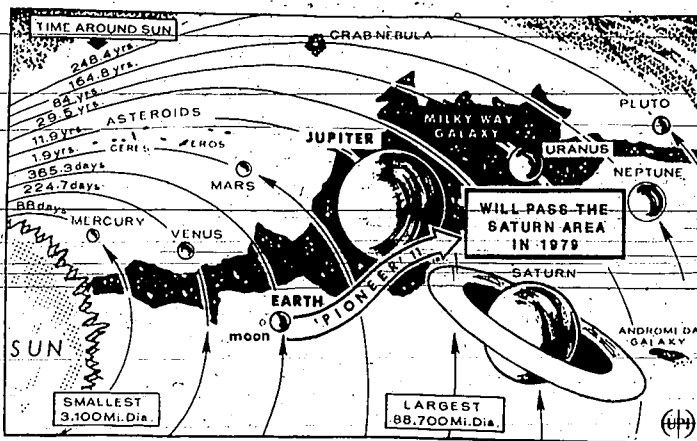 TIME AROUND SUN
CRAB NEBULA
248.4 yrs.
164.8 yrs.
84 yrs.
29.5 yrs.
11.9 yrs.
1.9 yrs.
365.3 days
224.7 days
88 days
ASTEROIDS
CERES
EROS
JUPITER
MILKY WAY
GALAXY
PLUTO
URANUS
NEPTUNE
MARS
MERCURY
VENUS
WILL PASS THE
SATURN AREA
IN 1979
SATURN
EARTH
moon
'PIONEER 11'
SUN
ANDROMEDA
GALAXY
SMALLEST
3,100 Mi. Dia.
LARGEST
88,700 Mi. Dia.
UPI